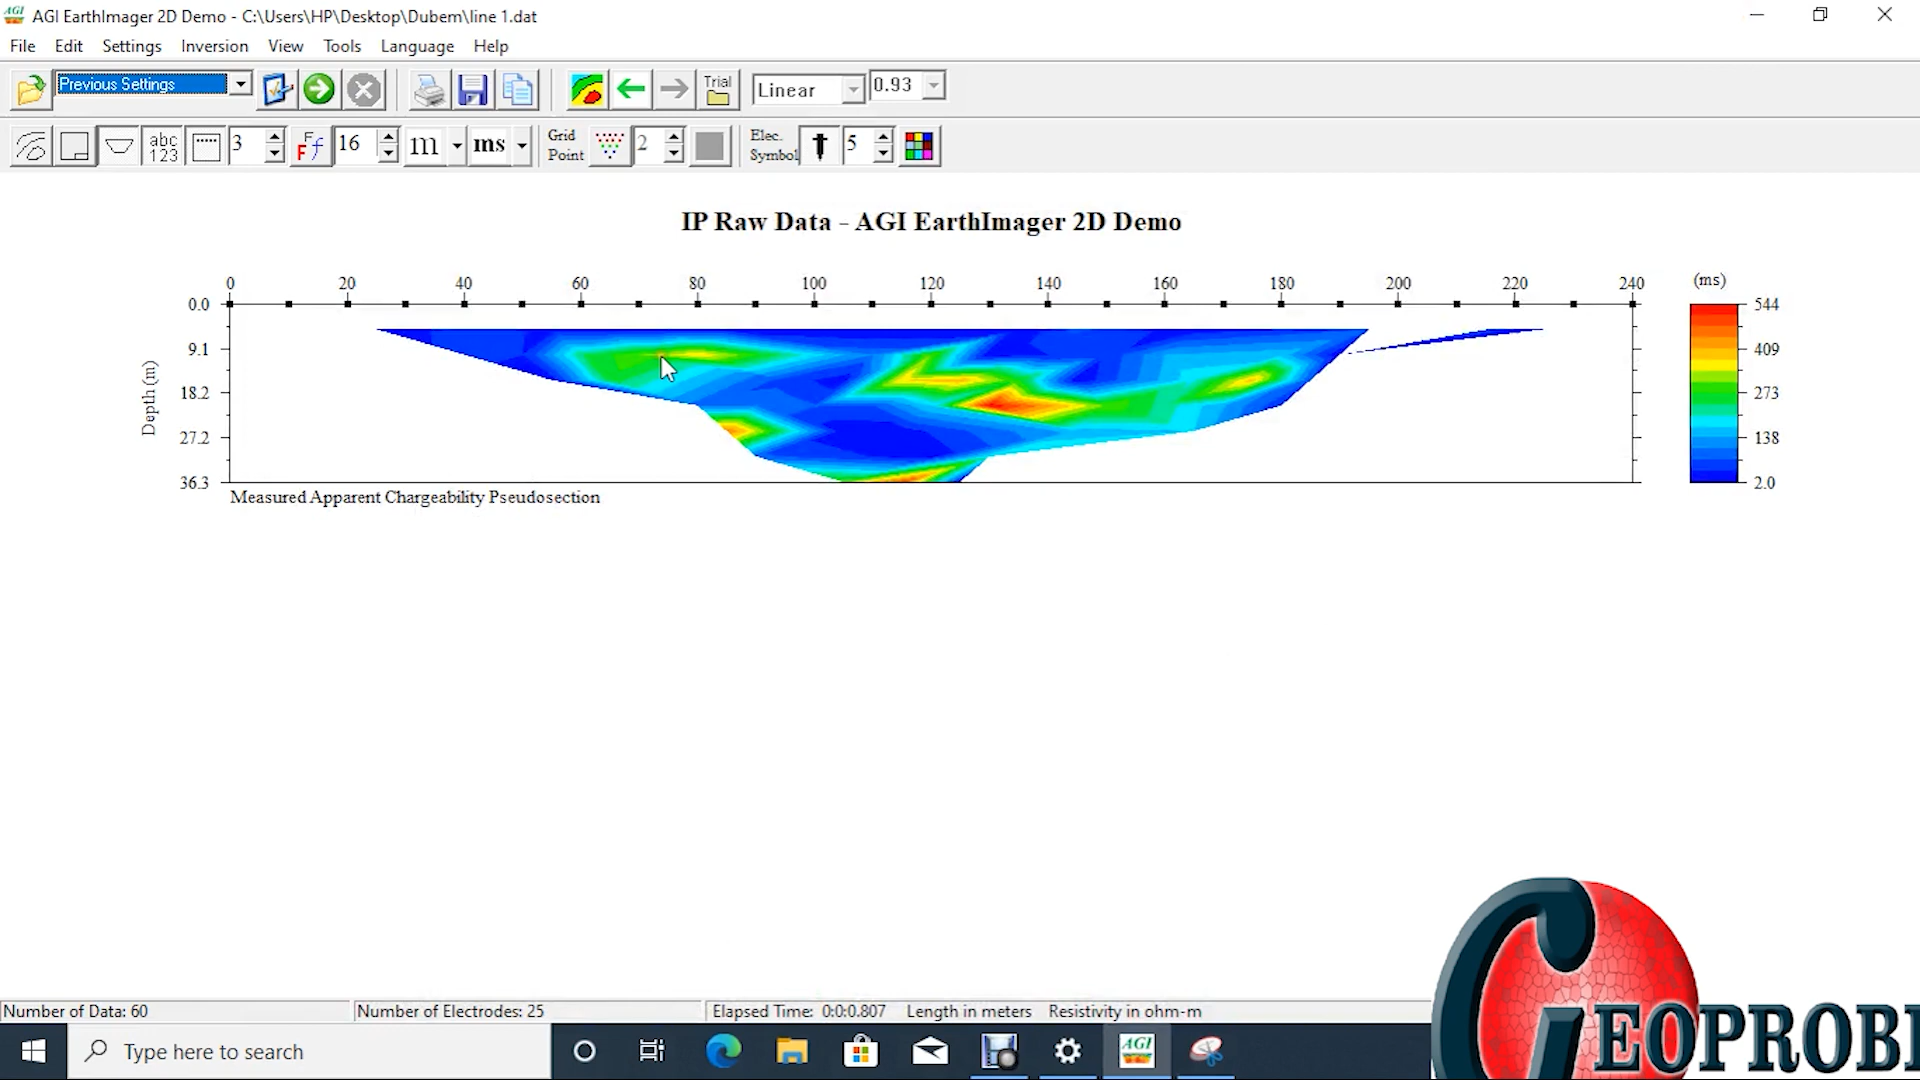 AGI EarthImager 2D Demo - C:\Users\HP\Desktop\Dubem\line 1.dat
File Edit Settings Inversion View Tools Language Help
Previous Settings Trial Linear 0.93
abc 123 3 F f 16 m ms Grid Point 2 Elec. Symbol 5
IP Raw Data - AGI EarthImager 2D Demo
0 20 40 60 80 100 120 140 160 180 200 220 240 (ms)
0.0 544
9.1 409
Depth (m)
18.2 273
27.2 138
36.3 2.0
Measured Apparent Chargeability Pseudosection
Number of Data: 60 Number of Electrodes: 25 Elapsed Time: 0:0:0.807 Length in meters Resistivity in ohm-m
Type here to search AGI
GEOPROB